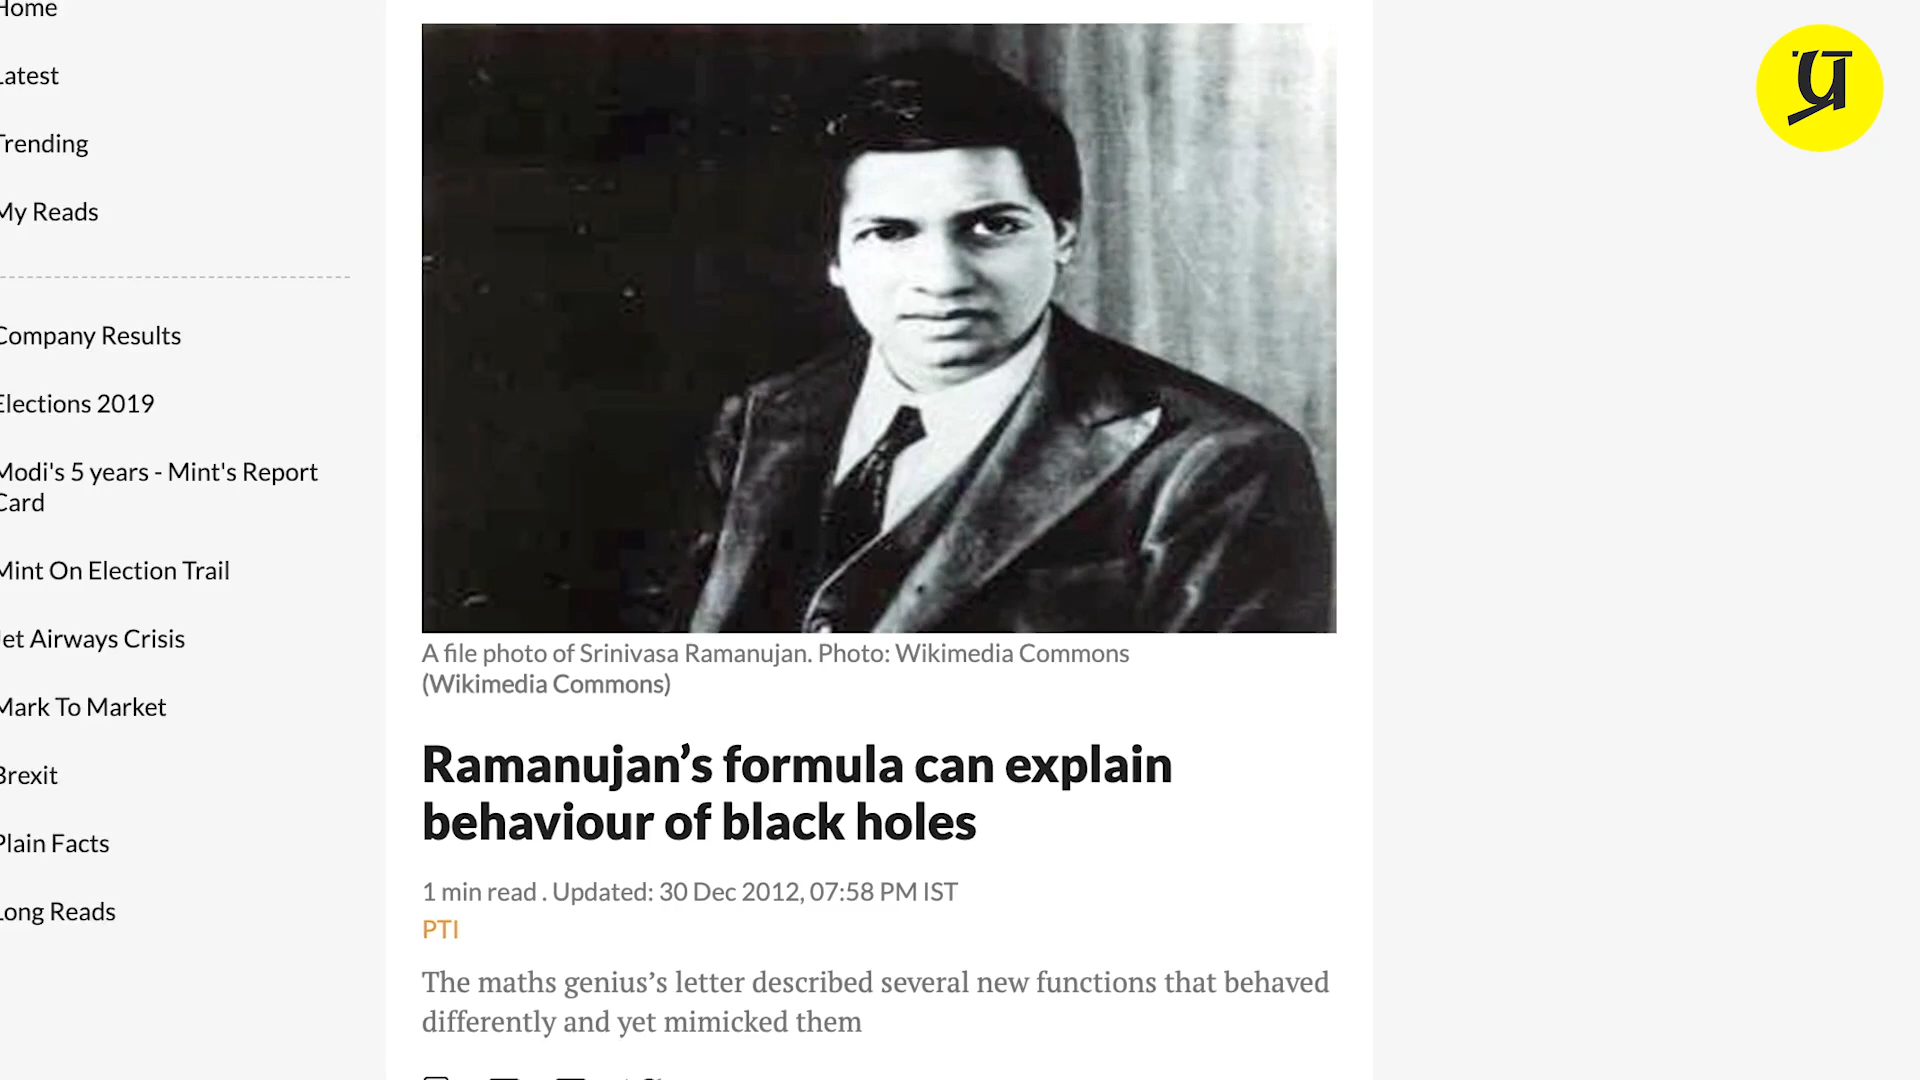 Home
Latest
Trending
My Reads
Company Results
Elections 2019
Modi's 5 years - Mint's Report
Card
Mint On Election Trail
Jet Airways Crisis
Mark To Market
Brexit
Plain Facts
Long Reads
A file photo of Srinivasa Ramanujan. Photo: Wikimedia Commons
(Wikimedia Commons)
Ramanujan’s formula can explain
behaviour of black holes
1 min read . Updated: 30 Dec 2012, 07:58 PM IST
PTI
The maths genius’s letter described several new functions that behaved
differently and yet mimicked them
प्र